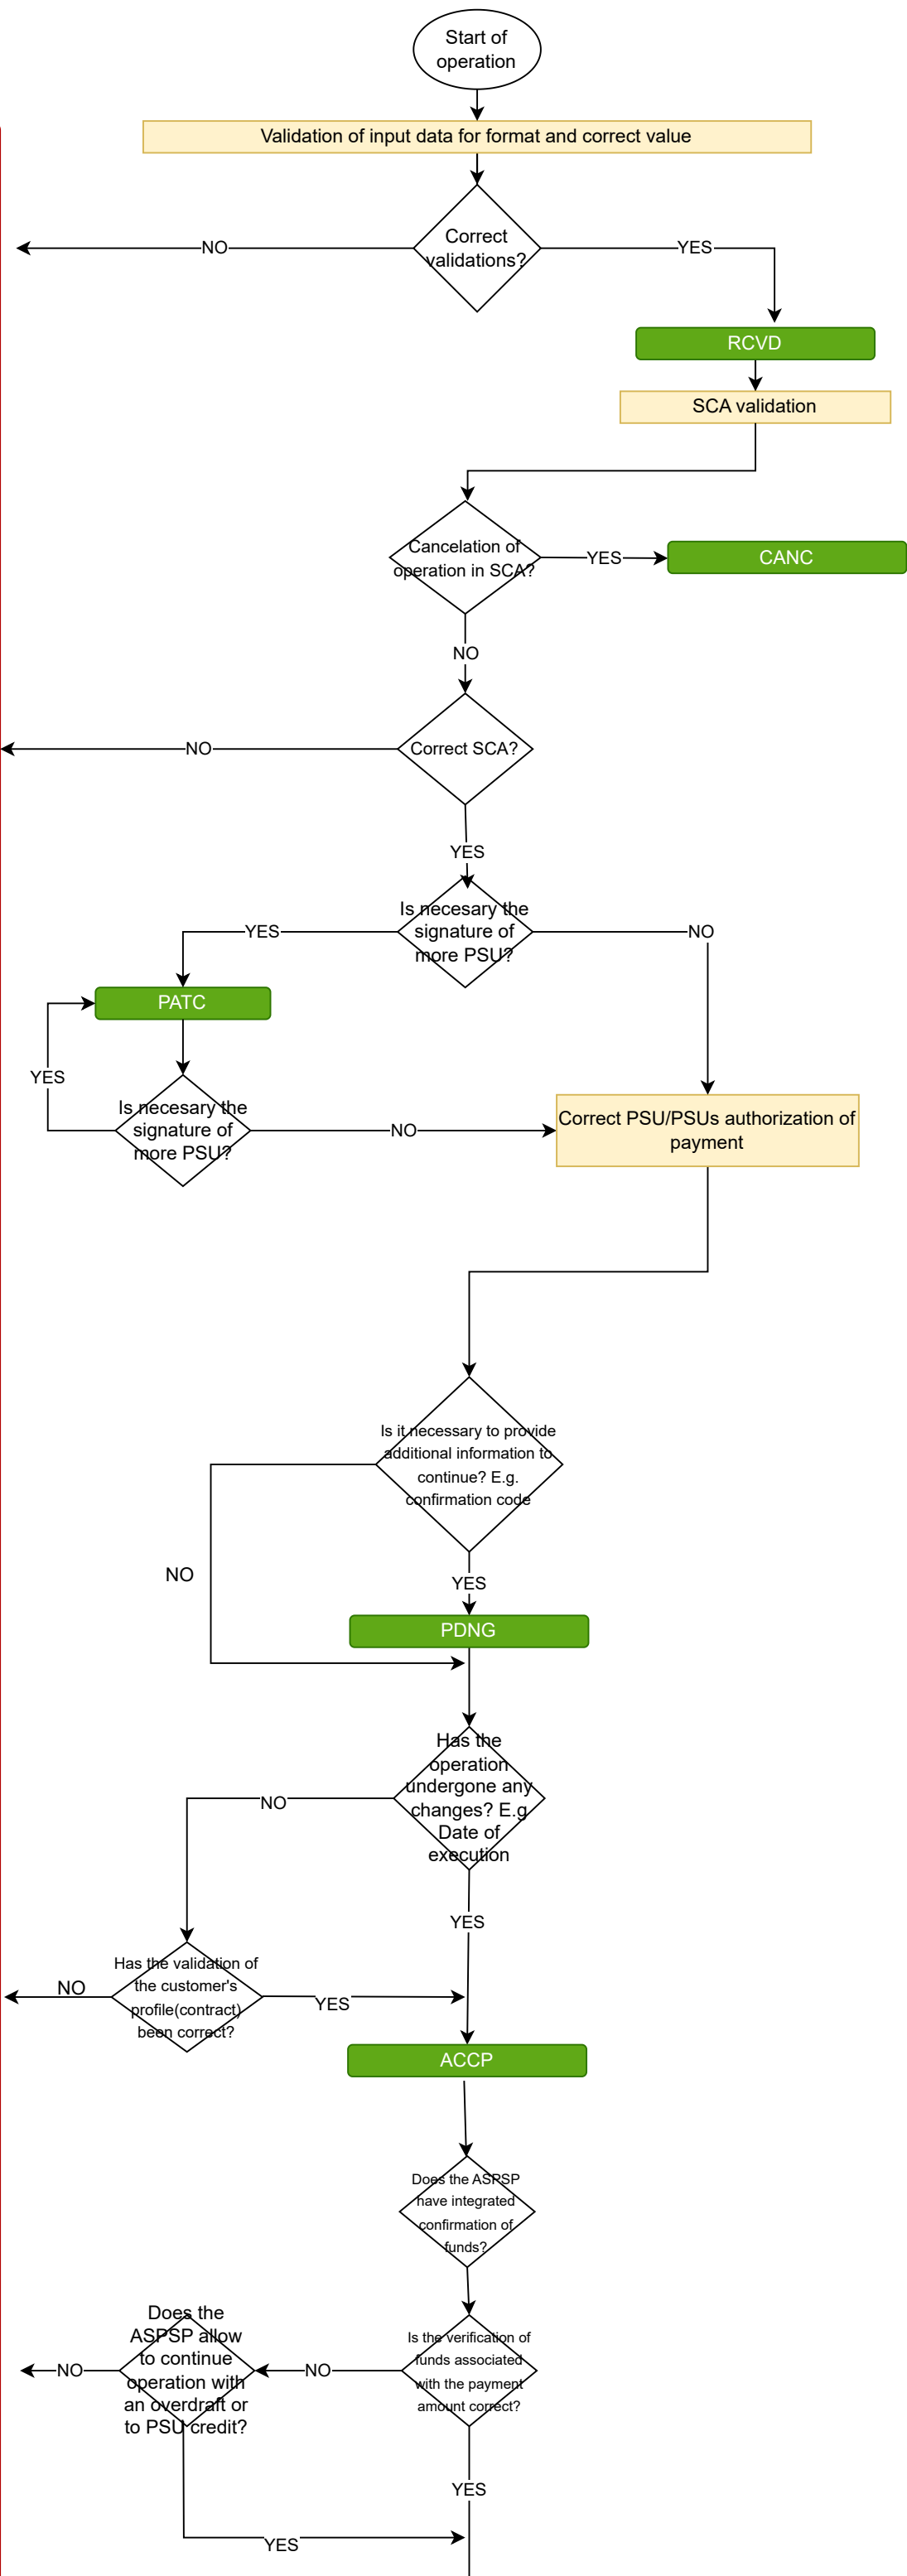 Start of
operation
Validation of input data for format and correct value
Correct
validations?
NO
YES
RCVD
SCA validation
Cancelation of
operation in SCA?
YES
CANC
NO
Correct SCA?
NO
YES
Is necesary the
signature of
more PSU?
YES
NO
PATC
YES
Is necesary the
signature of
more PSU?
NO
Correct PSU/PSUs authorization of
payment
Is it necessary to provide
additional information to
continue? E.g.
confirmation code
NO
YES
PDNG
Has the
operation
undergone any
changes? E.g
Date of
execution
NO
YES
Has the validation of
the customer's
profile(contract)
been correct?
NO
YES
ACCP
Does the ASPSP
have integrated
confirmation of
funds?
Does the
ASPSP allow
to continue
operation with
an overdraft or
to PSU credit?
NO
NO
Is the verification of
funds associated
with the payment
amount correct?
YES
YES